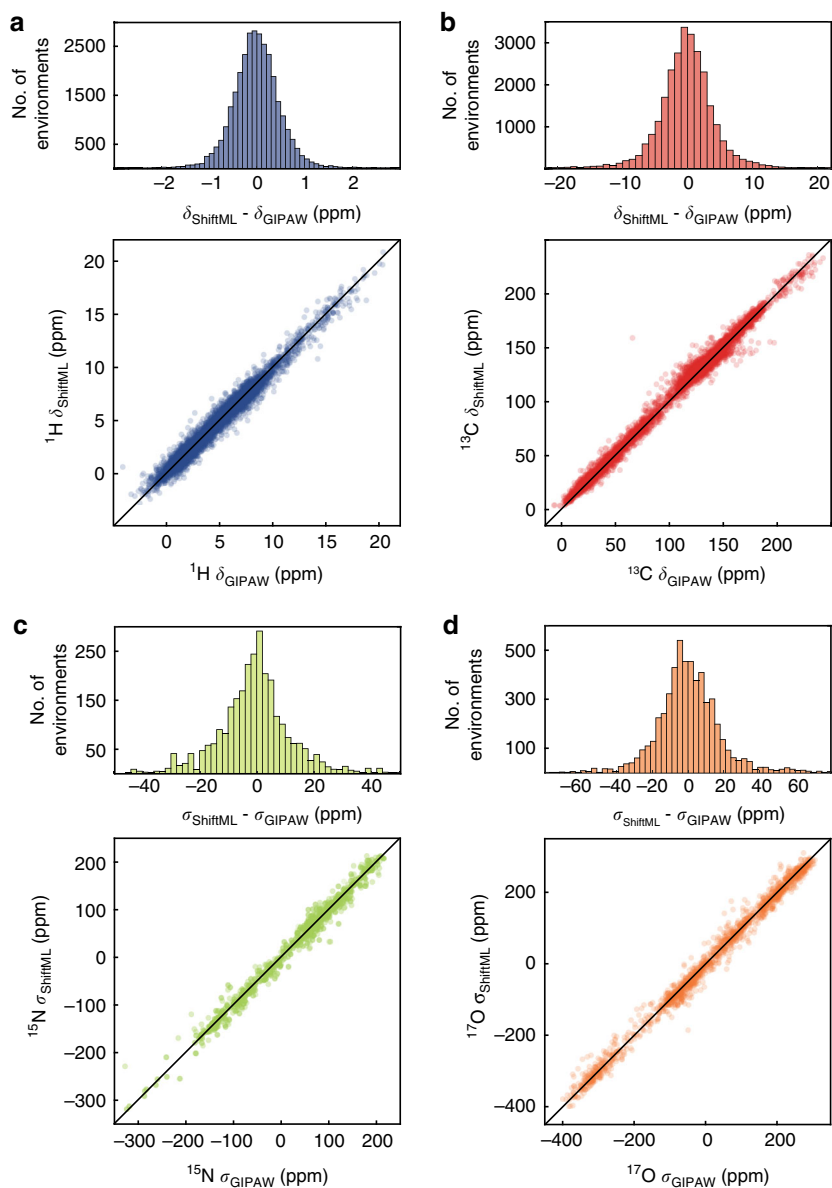 a
No. of
environments
2500
1500
500
−2 −1 0 1 2
δShiftML - δGIPAW (ppm)
1H δShiftML (ppm)
20
15
10
5
0
0 5 10 15 20
1H δGIPAW (ppm)
b
No. of
environments
3000
2000
1000
−20 −10 0 10 20
δShiftML - δGIPAW (ppm)
13C δShiftML (ppm)
200
150
100
50
0
0 50 100 150 200
13C δGIPAW (ppm)
c
No. of
environments
250
150
50
−40 −20 0 20 40
σShiftML - σGIPAW (ppm)
15N σShiftML (ppm)
200
100
0
−100
−200
−300
−300 −200 −100 0 100 200
15N σGIPAW (ppm)
d
No. of
environments
500
300
100
−60 −40 −20 0 20 40 60
σShiftML - σGIPAW (ppm)
17O σShiftML (ppm)
200
0
−200
−400
−400 −200 0 200
17O σGIPAW (ppm)